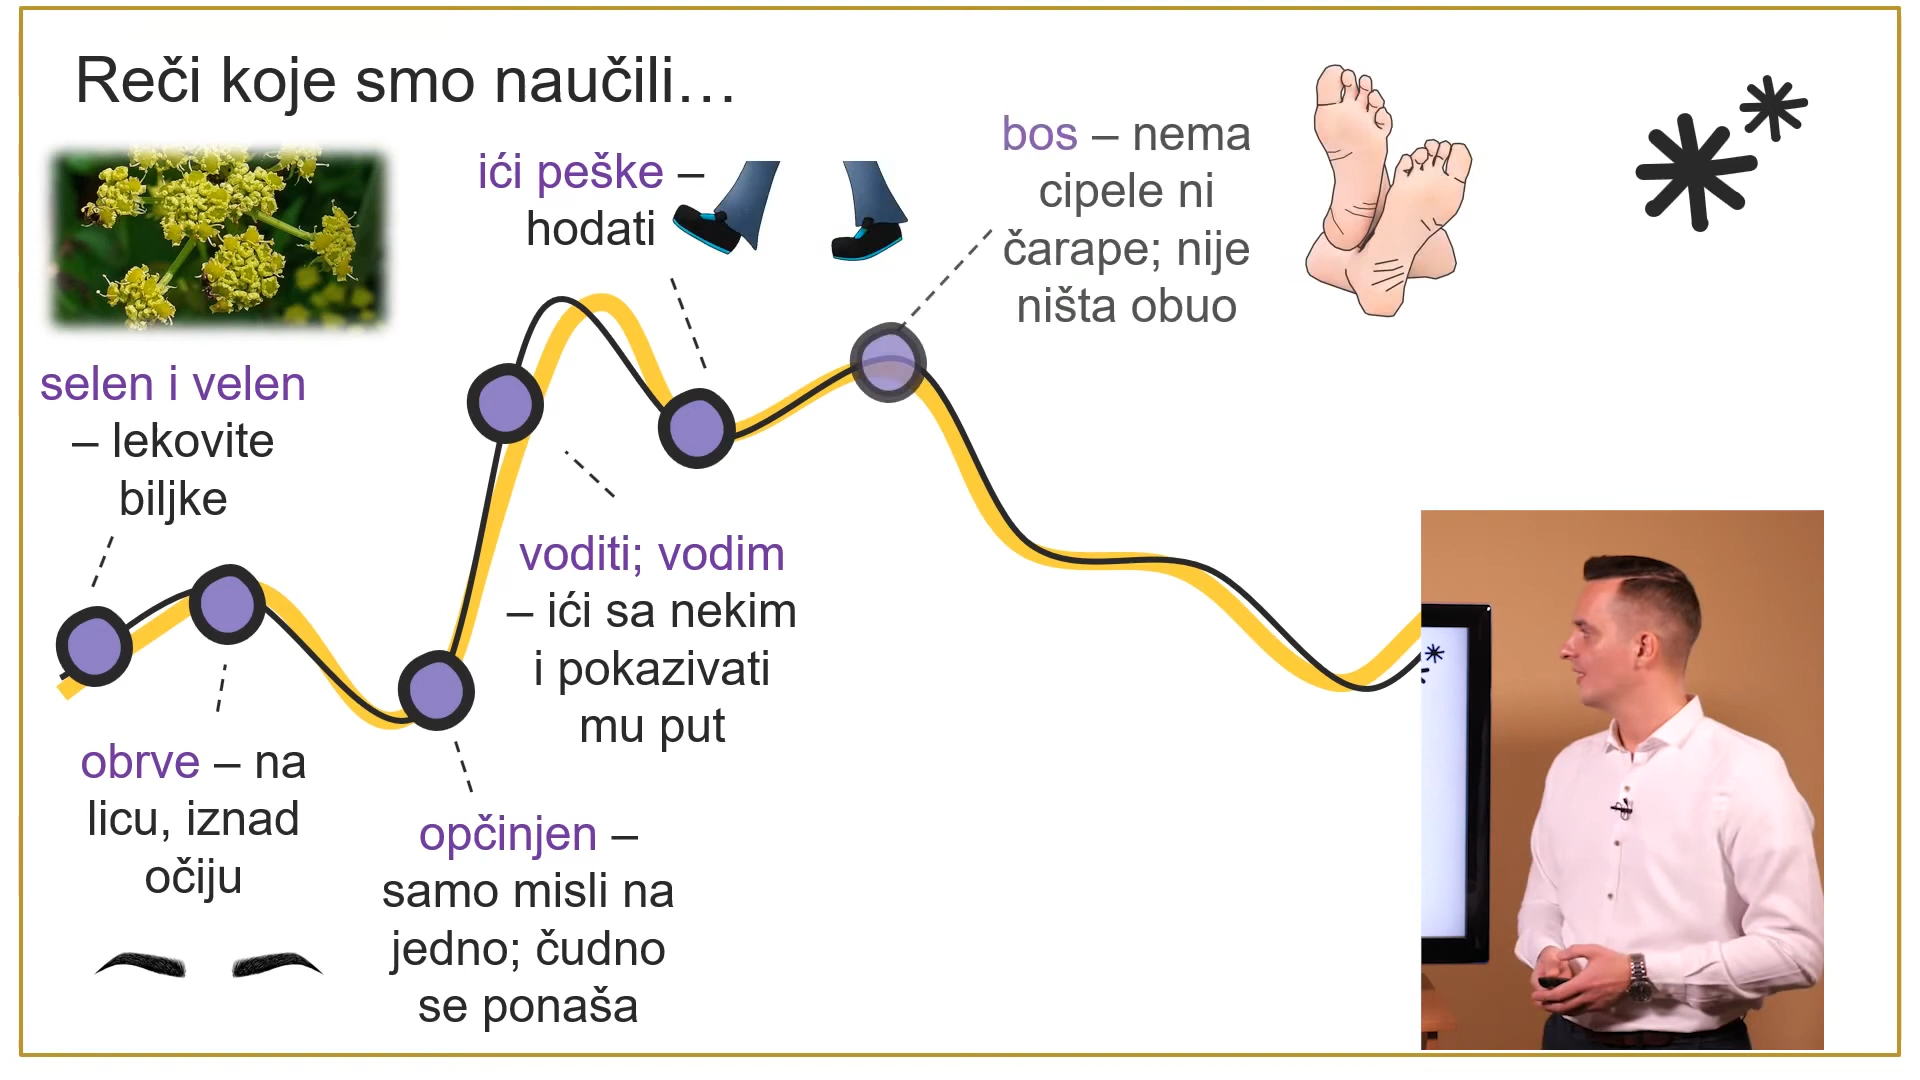 Reči koje smo naučili…
selen i velen
– lekovite
biljke
obrve – na
licu, iznad
očiju
opčinjen –
samo misli na
jedno; čudno
se ponaša
voditi; vodim
– ići sa nekim
i pokazivati
mu put
ići peške –
hodati
bos – nema
cipele ni
čarape; nije
ništa obuo